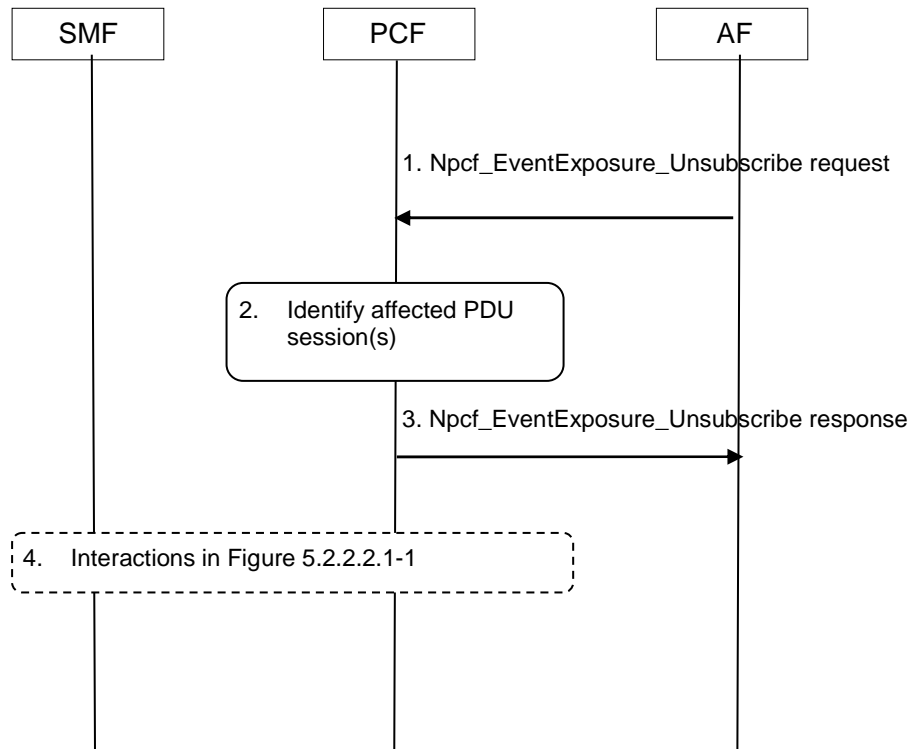 SMF
PCF
AF
1. Npcf_EventExposure_Unsubscribe request
2. Identify affected PDU
session(s)
3. Npcf_EventExposure_Unsubscribe response
4. Interactions in Figure 5.2.2.2.1-1